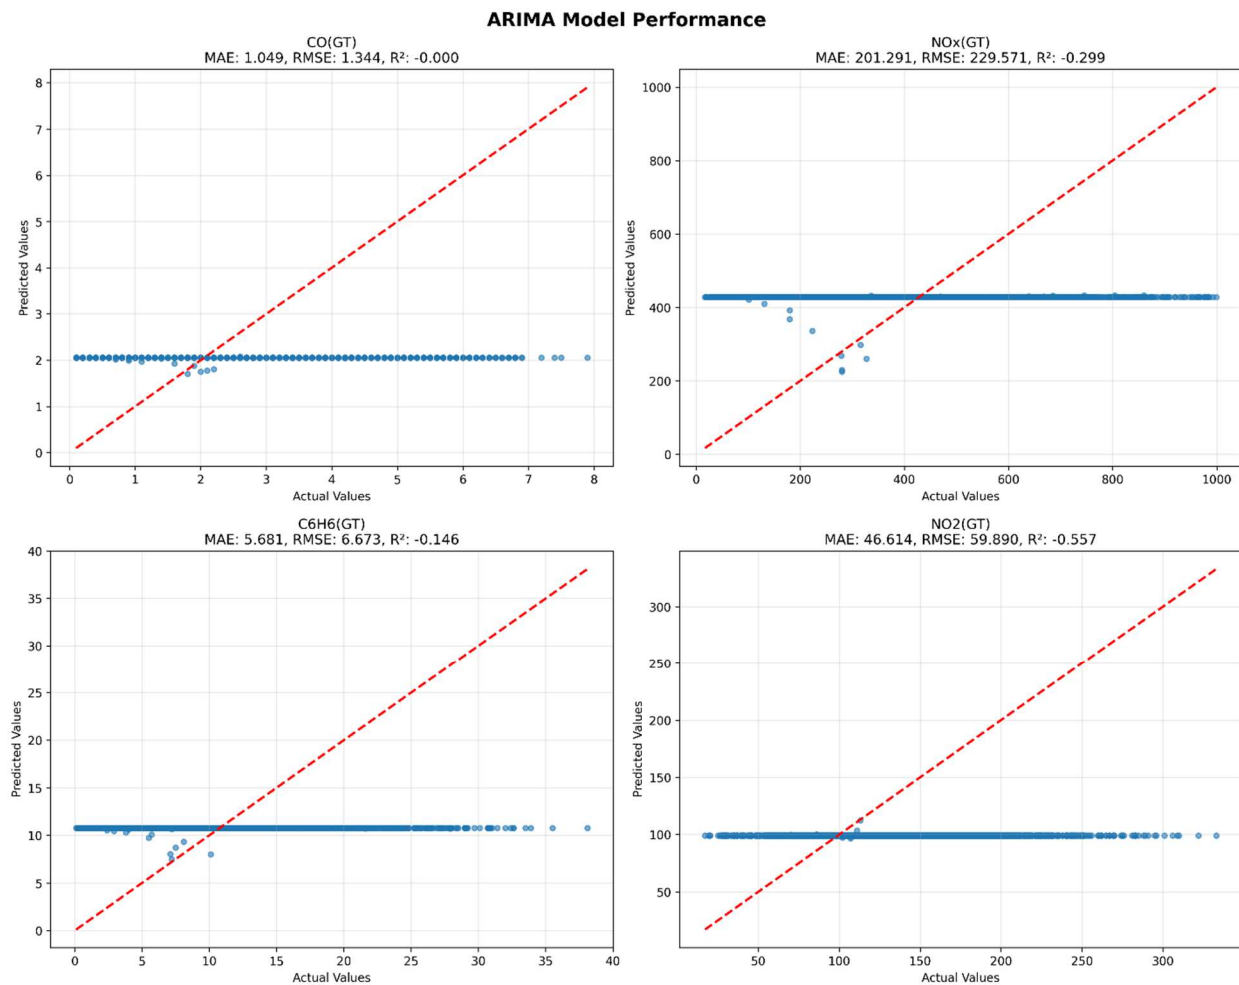 ARIMA Model Performance
CO(GT)
MAE: 1.049, RMSE: 1.344, R²: -0.000
8
7
6
5
4
3
2
1
0
Predicted Values
0 1 2 3 4 5 6 7 8
Actual Values
NOx(GT)
MAE: 201.291, RMSE: 229.571, R²: -0.299
1000
800
600
400
200
0
Predicted Values
0 200 400 600 800 1000
Actual Values
C6H6(GT)
MAE: 5.681, RMSE: 6.673, R²: -0.146
40
35
30
25
20
15
10
5
0
Predicted Values
0 5 10 15 20 25 30 35 40
Actual Values
NO2(GT)
MAE: 46.614, RMSE: 59.890, R²: -0.557
300
250
200
150
100
50
Predicted Values
50 100 150 200 250 300
Actual Values